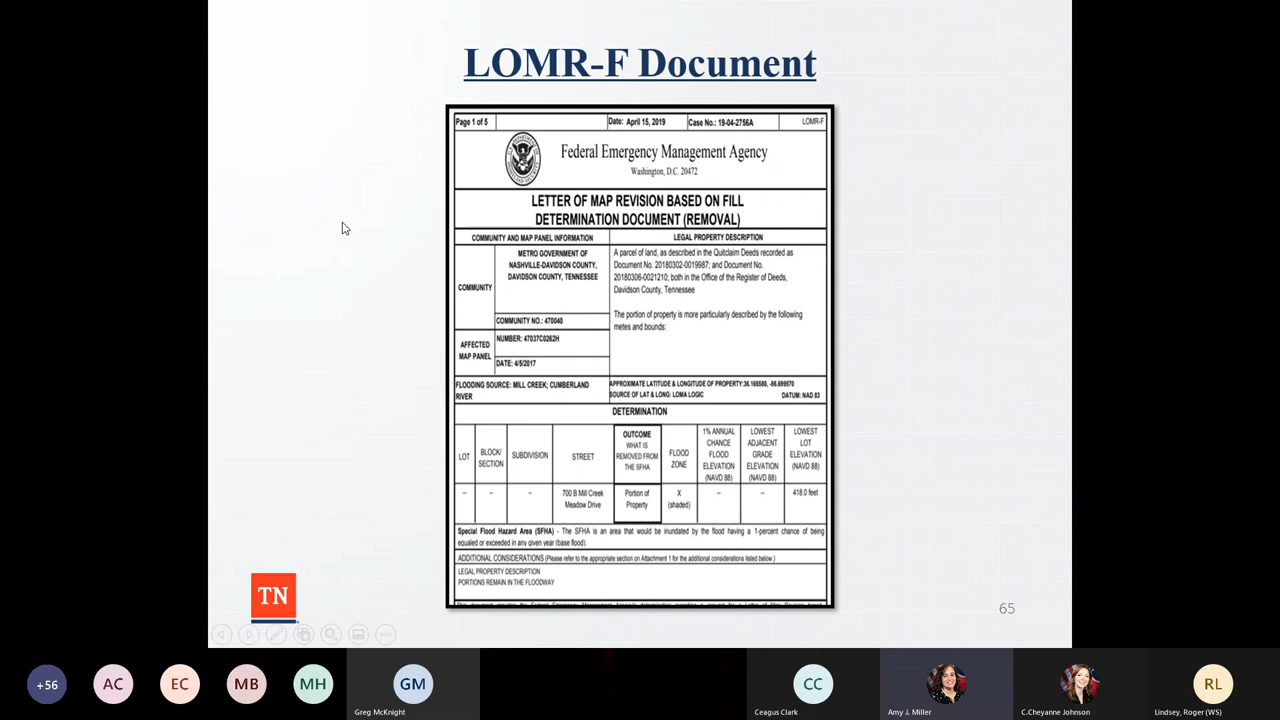 LOMR-F Document
Page 1 of 5
Date: April 15, 2019
Case No.: 19-04-2756A
LOMR-F
Federal Emergency Management Agency
Washington, D.C. 20472
LETTER OF MAP REVISION BASED ON FILL
DETERMINATION DOCUMENT (REMOVAL)
COMMUNITY AND MAP PANEL INFORMATION
LEGAL PROPERTY DESCRIPTION
COMMUNITY
METRO GOVERNMENT OF
NASHVILLE-DAVIDSON COUNTY,
DAVIDSON COUNTY, TENNESSEE
A parcel of land, as described in the Quitclaim Deeds recorded as
Document No. 20180302-0019987; and Document No.
20180306-0021210; both in the Office of the Register of Deeds,
Davidson County, Tennessee
The portion of property is more particularly described by the following
metes and bounds:
COMMUNITY NO.: 470040
AFFECTED
MAP PANEL
NUMBER: 47037C0262H
DATE: 4/5/2017
FLOODING SOURCE: MILL CREEK; CUMBERLAND
RIVER
APPROXIMATE LATITUDE & LONGITUDE OF PROPERTY:36.165580, -86.699570
SOURCE OF LAT & LONG: LOMA LOGIC
DATUM: NAD 83
DETERMINATION
LOT
BLOCK/
SECTION
SUBDIVISION
STREET
OUTCOME
WHAT IS
REMOVED FROM
THE SFHA
FLOOD
ZONE
1% ANNUAL
CHANCE
FLOOD
ELEVATION
(NAVD 88)
LOWEST
ADJACENT
GRADE
ELEVATION
(NAVD 88)
LOWEST
LOT
ELEVATION
(NAVD 88)
--
--
--
700 B Mill Creek
Meadow Drive
Portion of
Property
X
(shaded)
--
--
418.0 feet
Special Flood Hazard Area (SFHA) - The SFHA is an area that would be inundated by the flood having a 1-percent chance of being
equaled or exceeded in any given year (base flood).
ADDITIONAL CONSIDERATIONS (Please refer to the appropriate section on Attachment 1 for the additional considerations listed below.)
LEGAL PROPERTY DESCRIPTION
PORTIONS REMAIN IN THE FLOODWAY
TN
65
+56
AC
EC
MB
MH
GM
Greg McKnight
CC
Ceagus Clark
Amy J. Miller
C.Cheyanne Johnson
RL
Lindsey, Roger (WS)